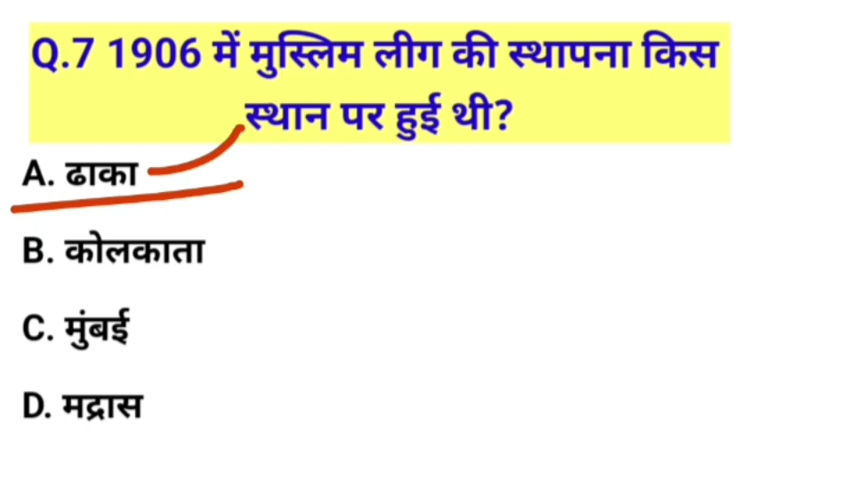 Q.7 1906 में मुस्लिम लीग की स्थापना किस
स्थान पर हुई थी?
A. ढाका
B. कोलकाता
C. मुंबई
D. मद्रास